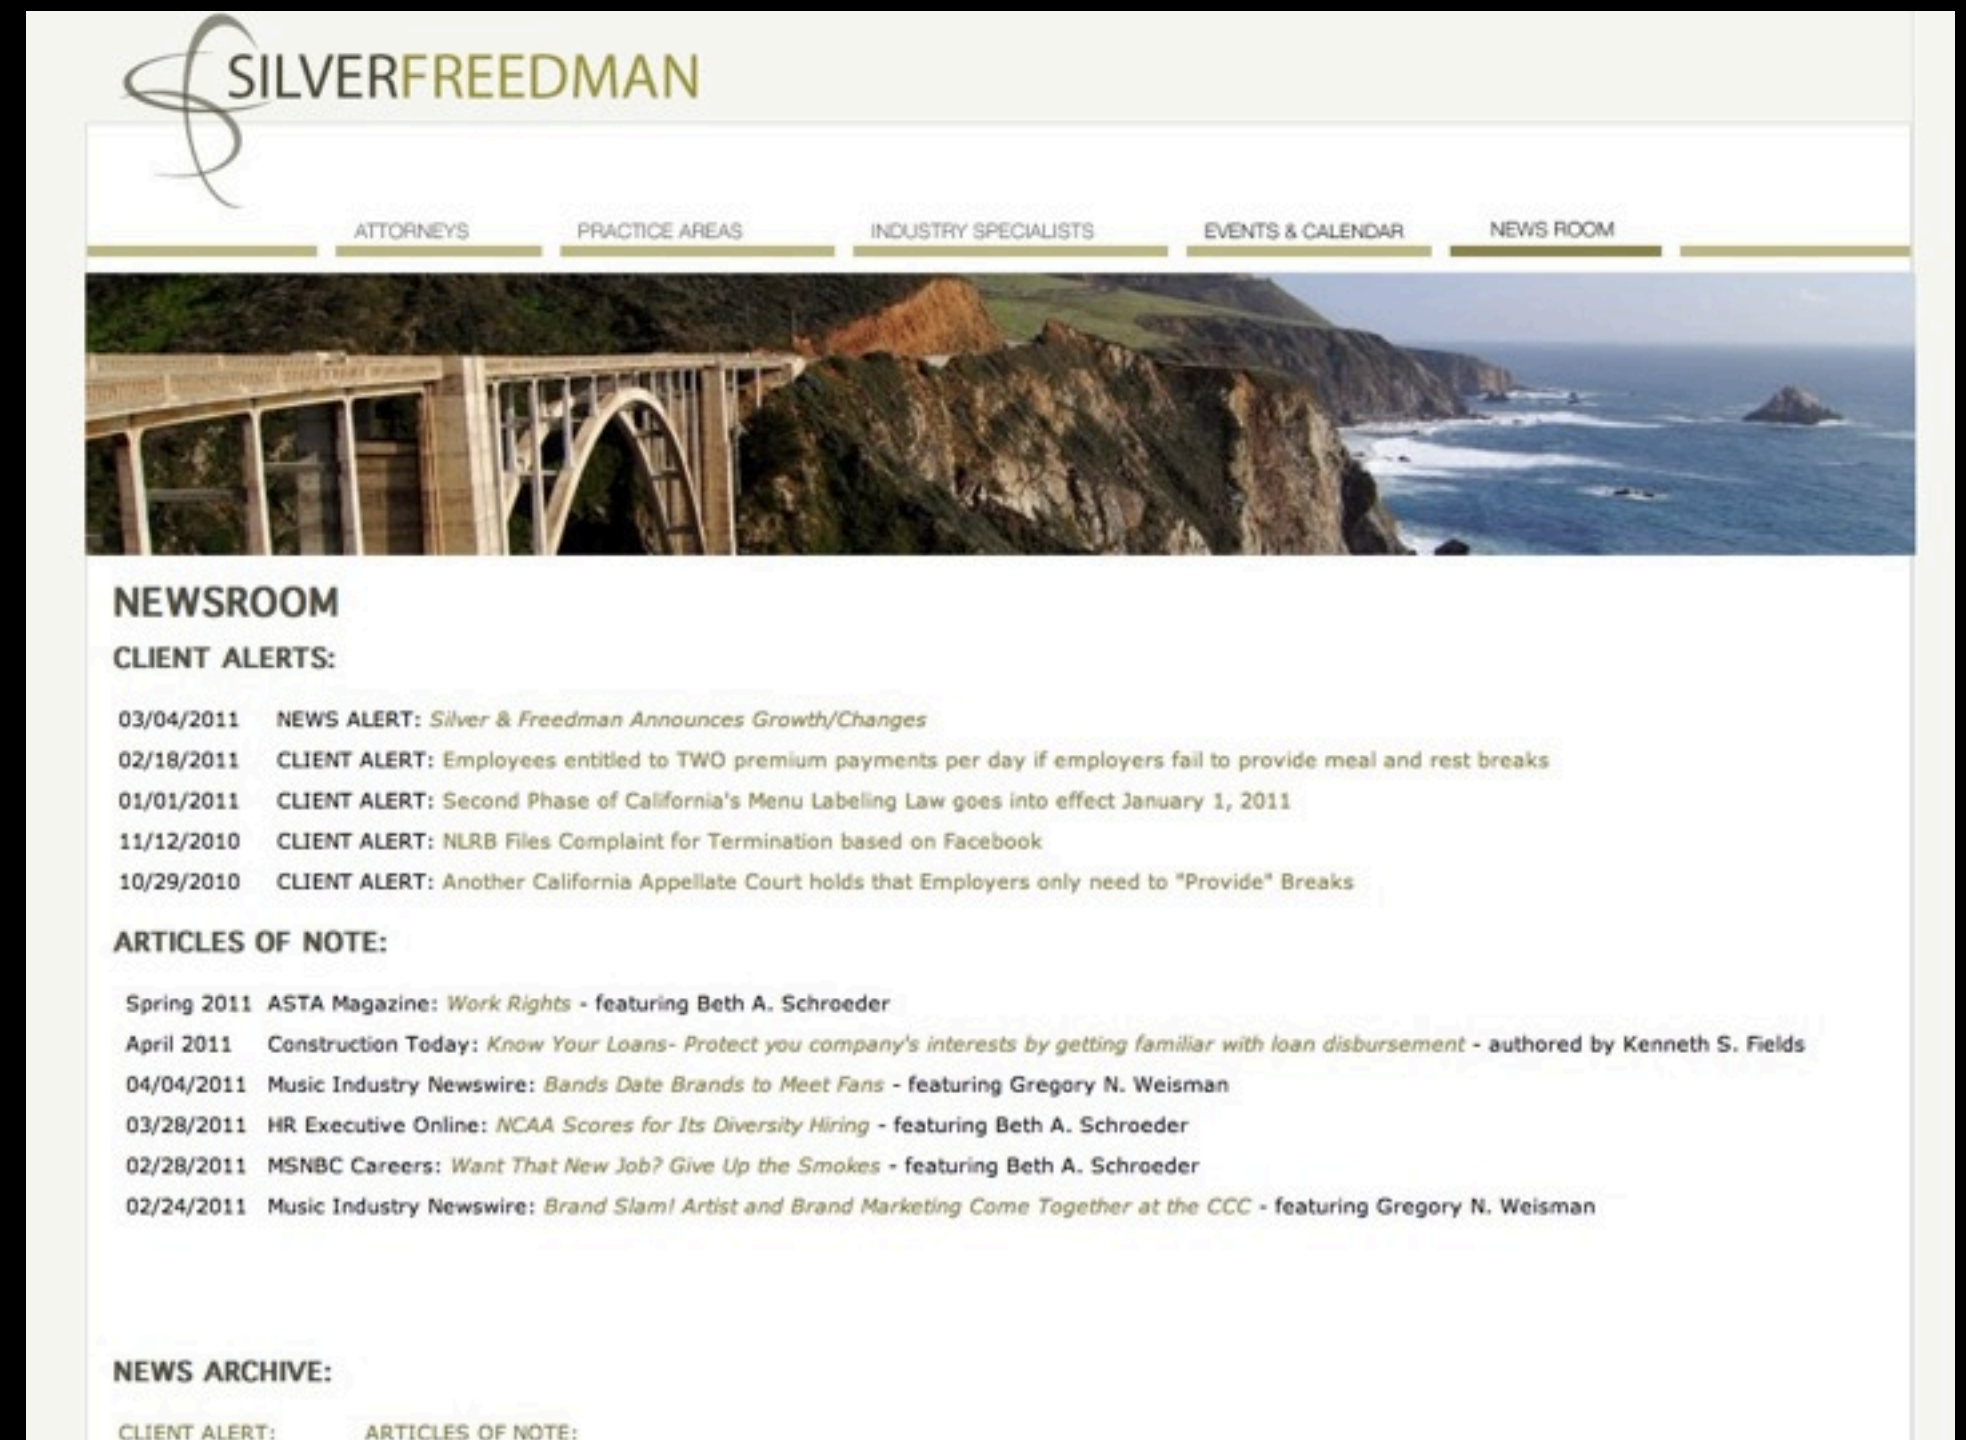 SILVERFREEDMAN
ATTORNEYS PRACTICE AREAS INDUSTRY SPECIALISTS EVENTS & CALENDAR NEWS ROOM
NEWSROOM
CLIENT ALERTS:
03/04/2011 NEWS ALERT: Silver & Freedman Announces Growth/Changes
02/18/2011 CLIENT ALERT: Employees entitled to TWO premium payments per day if employers fail to provide meal and rest breaks
01/01/2011 CLIENT ALERT: Second Phase of California's Menu Labeling Law goes into effect January 1, 2011
11/12/2010 CLIENT ALERT: NLRB Files Complaint for Termination based on Facebook
10/29/2010 CLIENT ALERT: Another California Appellate Court holds that Employers only need to "Provide" Breaks
ARTICLES OF NOTE:
Spring 2011 ASTA Magazine: Work Rights - featuring Beth A. Schroeder
April 2011 Construction Today: Know Your Loans- Protect you company's interests by getting familiar with loan disbursement - authored by Kenneth S. Fields
04/04/2011 Music Industry Newswire: Bands Date Brands to Meet Fans - featuring Gregory N. Weisman
03/28/2011 HR Executive Online: NCAA Scores for Its Diversity Hiring - featuring Beth A. Schroeder
02/28/2011 MSNBC Careers: Want That New Job? Give Up the Smokes - featuring Beth A. Schroeder
02/24/2011 Music Industry Newswire: Brand Slam! Artist and Brand Marketing Come Together at the CCC - featuring Gregory N. Weisman
NEWS ARCHIVE:
CLIENT ALERT: ARTICLES OF NOTE: